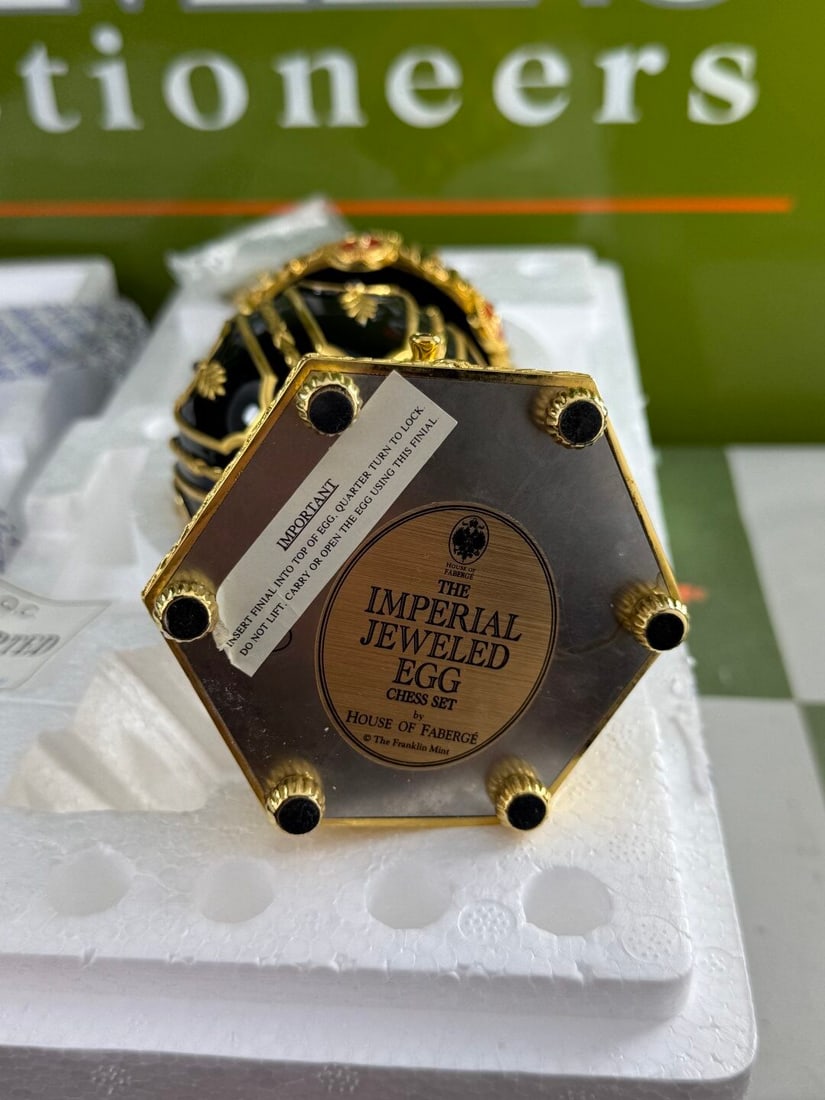 tioneers
IMPORTANT
INSERT FINIAL INTO TOP OF EGG. QUARTER TURN TO LOCK.
DO NOT LIFT. CARRY OR OPEN THE EGG USING THIS FINIAL
HOUSE OF
FABERGÉ
THE
IMPERIAL
JEWELED
EGG
CHESS SET
by
HOUSE OF FABERGÉ
© The Franklin Mint